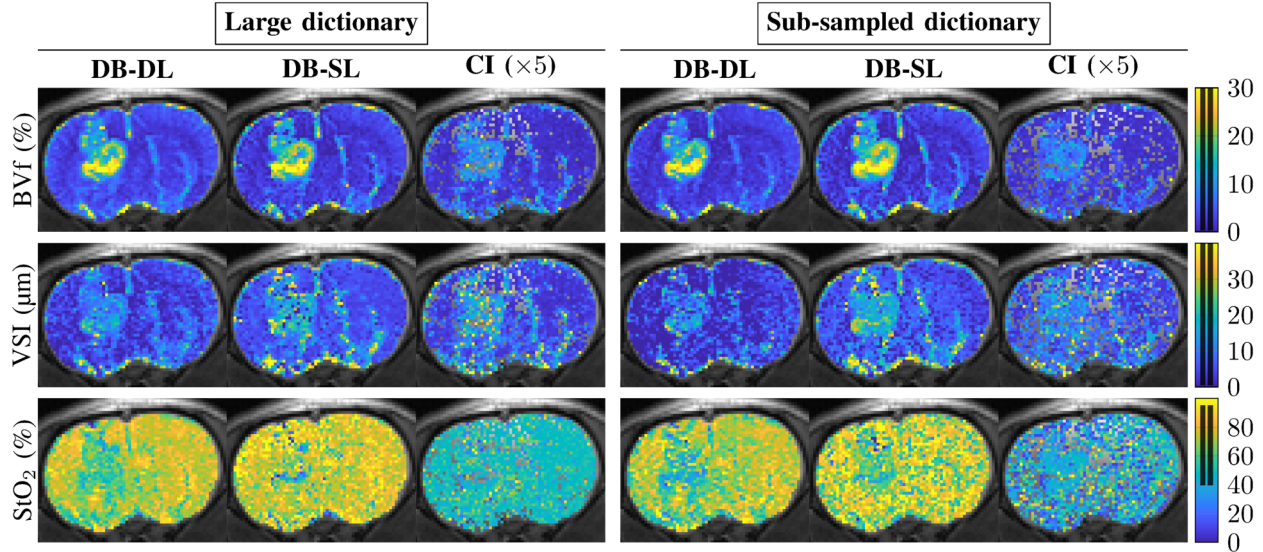 Large dictionary Sub-sampled dictionary
DB-DL DB-SL CI (×5) DB-DL DB-SL CI (×5)
BVf (%)
30
20
10
0
VSI (μm)
30
20
10
0
StO₂ (%)
80
60
40
20
0